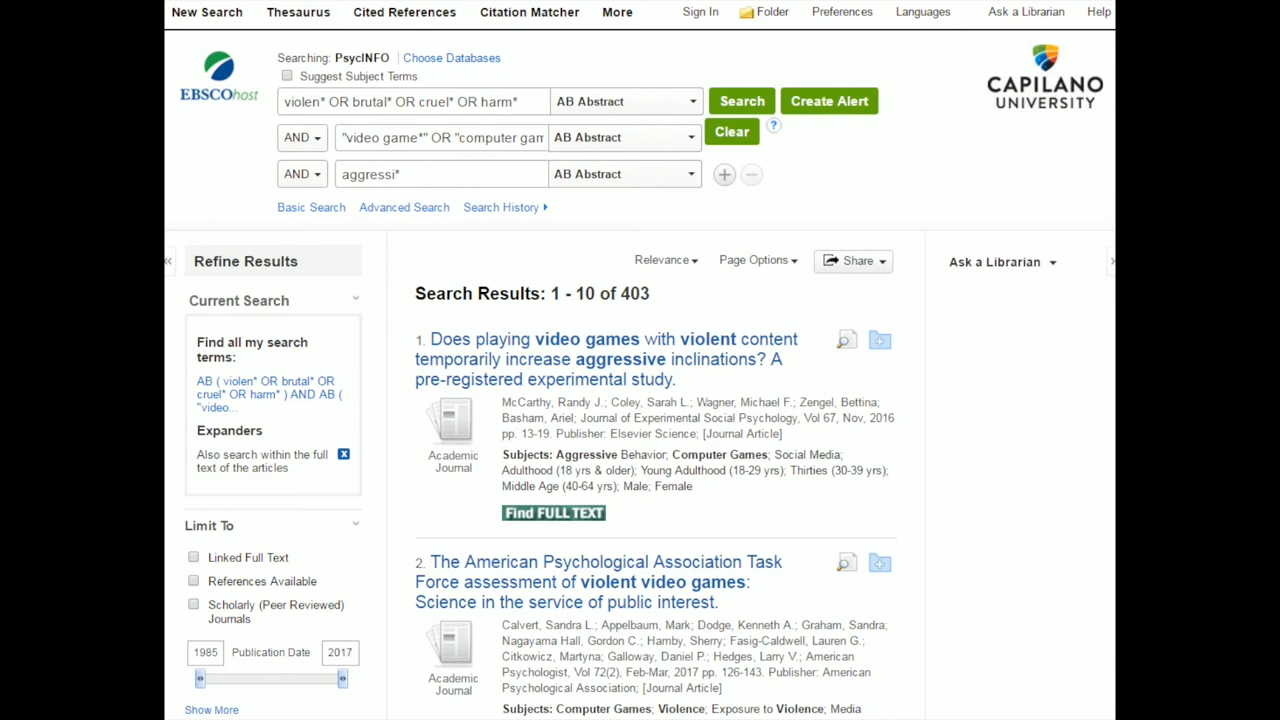 New Search Thesaurus Cited References Citation Matcher More Sign In Folder Preferences Languages Ask a Librarian Help
Searching: PsycINFO Choose Databases
Suggest Subject Terms
EBSCOhost
CAPILANO
UNIVERSITY
violen* OR brutal* OR cruel* OR harm* AB Abstract Search Create Alert
AND "video game*" OR "computer gam AB Abstract Clear ?
AND aggressi* AB Abstract
Basic Search Advanced Search Search History
Refine Results
Current Search
Find all my search
terms:
AB ( violen* OR brutal* OR
cruel* OR harm* ) AND AB (
"video...
Expanders
Also search within the full
text of the articles
x
Limit To
Linked Full Text
References Available
Scholarly (Peer Reviewed)
Journals
1985 Publication Date 2017
Show More
Relevance Page Options Share
Search Results: 1 - 10 of 403
1. Does playing video games with violent content
temporarily increase aggressive inclinations? A
pre-registered experimental study.
Academic
Journal
McCarthy, Randy J.; Coley, Sarah L.; Wagner, Michael F.; Zengel, Bettina;
Basham, Ariel; Journal of Experimental Social Psychology, Vol 67, Nov, 2016
pp. 13-19. Publisher: Elsevier Science; [Journal Article]
Subjects: Aggressive Behavior; Computer Games; Social Media;
Adulthood (18 yrs & older); Young Adulthood (18-29 yrs); Thirties (30-39 yrs);
Middle Age (40-64 yrs); Male; Female
Find FULL TEXT
2. The American Psychological Association Task
Force assessment of violent video games:
Science in the service of public interest.
Academic
Journal
Calvert, Sandra L.; Appelbaum, Mark; Dodge, Kenneth A.; Graham, Sandra;
Nagayama Hall, Gordon C.; Hamby, Sherry; Fasig-Caldwell, Lauren G.;
Citkowicz, Martyna; Galloway, Daniel P.; Hedges, Larry V.; American
Psychologist, Vol 72(2), Feb-Mar, 2017 pp. 126-143. Publisher: American
Psychological Association; [Journal Article]
Subjects: Computer Games; Violence; Exposure to Violence; Media
Ask a Librarian